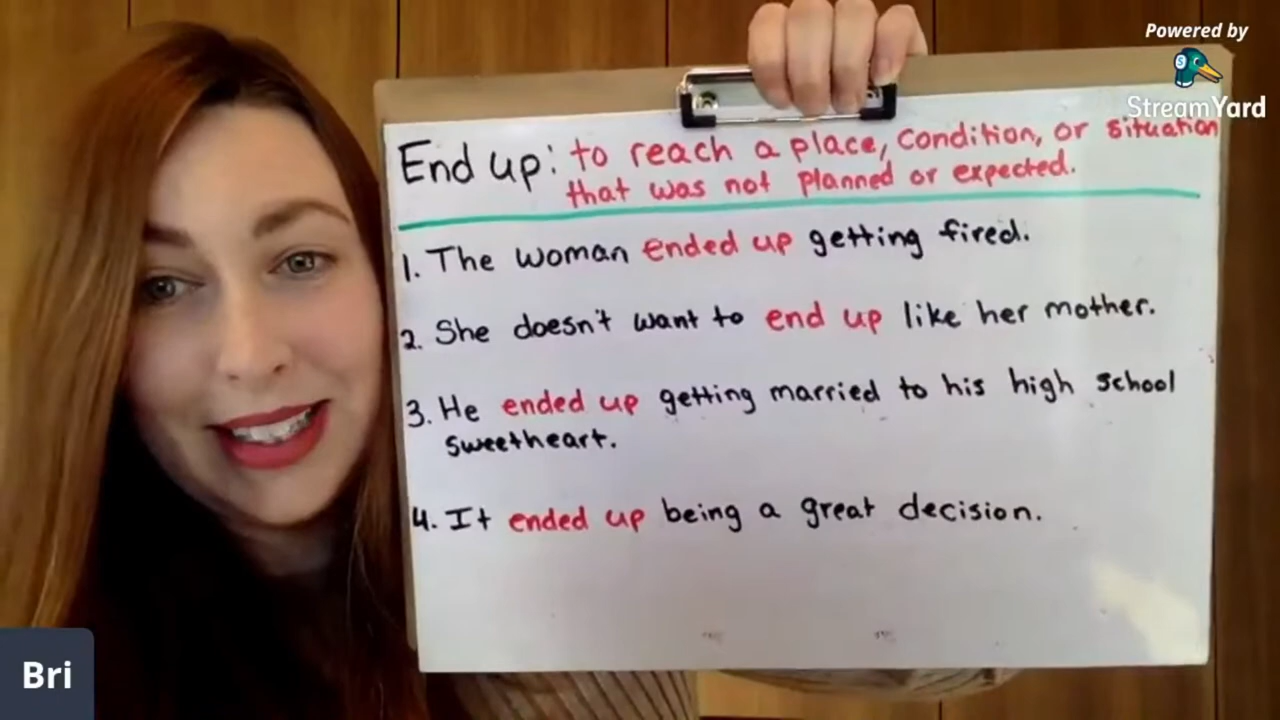 Powered by
StreamYard
End up: to reach a place, condition, or situation
that was not planned or expected.
1. The woman ended up getting fired.
2. She doesn't want to end up like her mother.
3. He ended up getting married to his high school
sweetheart.
4. It ended up being a great decision.
Bri